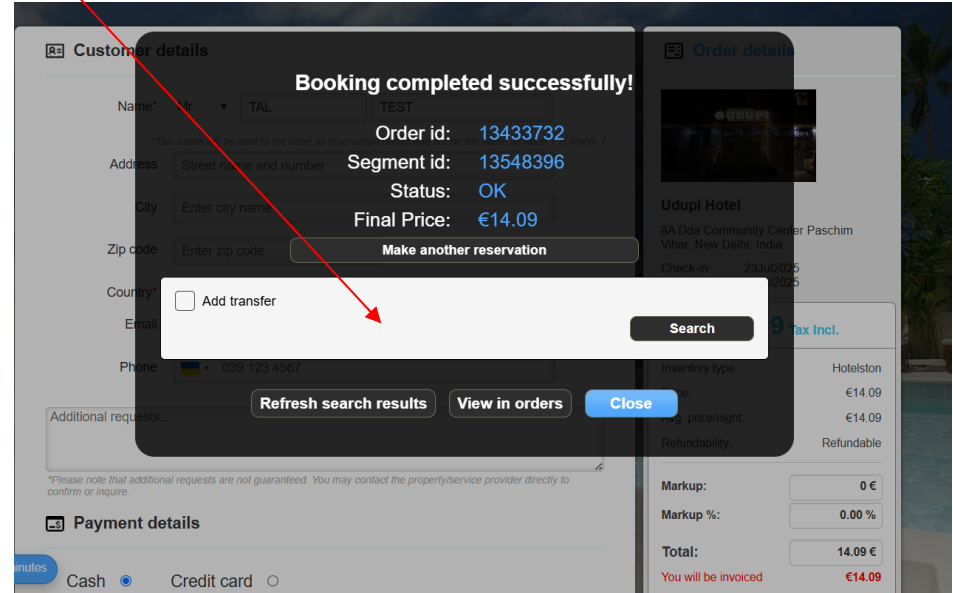 Customer details
Order details
Booking completed successfully!
Name* Mr TAL TEST
UDUPI
Order id: 13433732
Address Street name and number
Segment id: 13548396
Status: OK
City Enter city name
Final Price: €14.09
Udupi Hotel
8A Dda Community Center Paschim
Vihar, New Delhi, India
Zip code Enter zip code
Make another reservation
Check-in 23Jul2025
Country*
Add transfer
Email
Search
9 Tax Incl.
Phone 039 123 4567
Inventory type Hotelston
€14.09
Refresh search results
View in orders
Close
Avg. price/night: €14.09
Additional requests...
Refundability: Refundable
*Please note that additional requests are not guaranteed. You may contact the property/service provider directly to
confirm or inquire.
Markup: 0 €
Markup %: 0.00 %
Payment details
Total: 14.09 €
inutes
Cash
Credit card
You will be invoiced €14.09